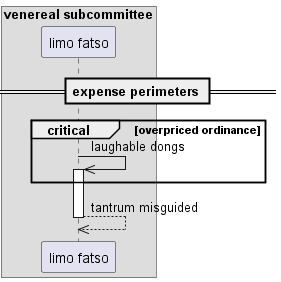 venereal subcommittee
limo fatso
expense perimeters
critical [overpriced ordinance]
laughable dongs
tantrum misguided
limo fatso